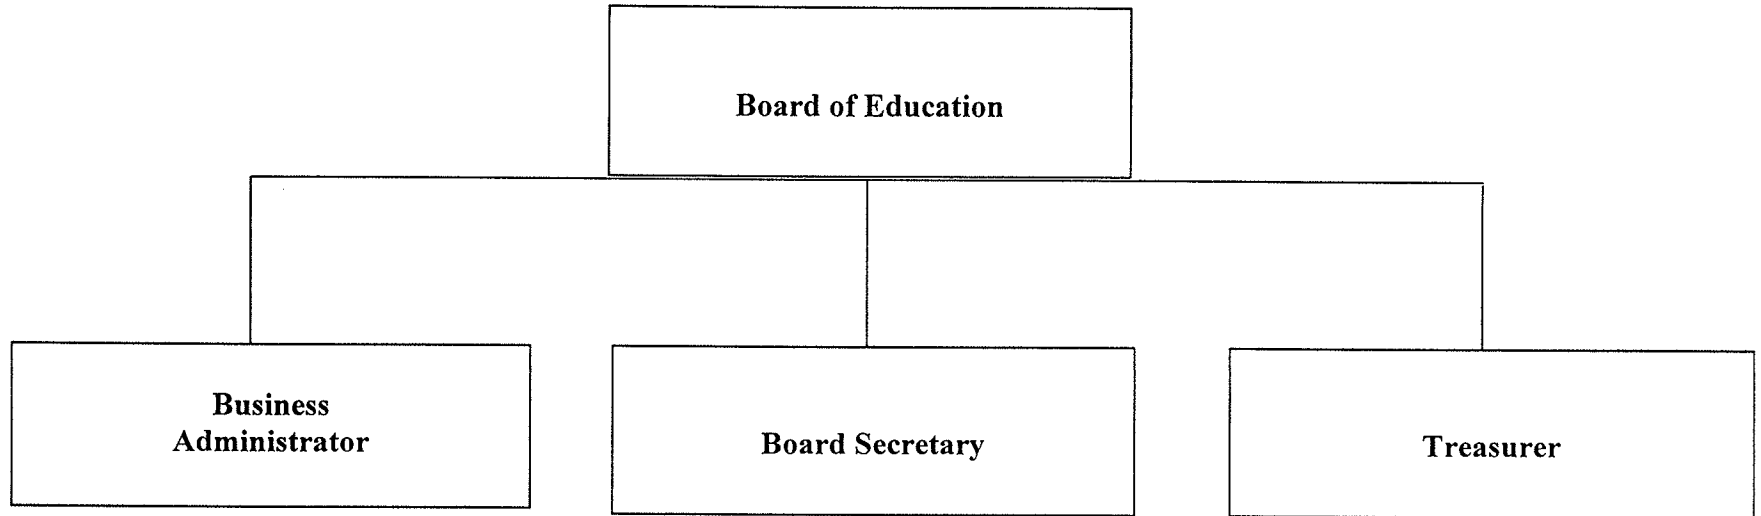 Board of Education
Business
Administrator
Board Secretary
Treasurer